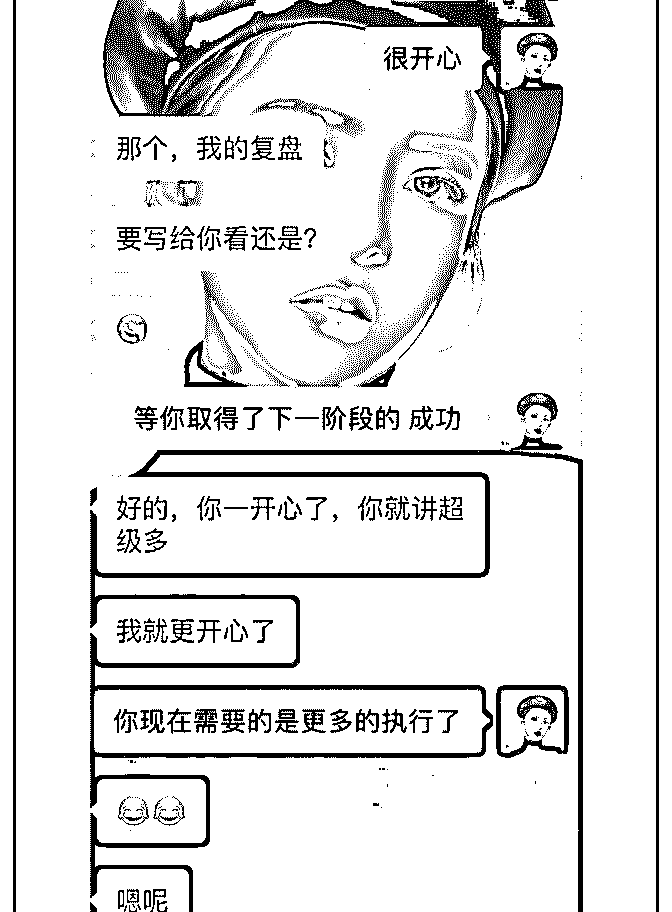 很开心
那个，我的复盘
要写给你看还是？
等你取得了下一阶段的 成功
好的，你一开心了，你就讲超
级多
我就更开心了
你现在需要的是更多的执行了
嗯呢